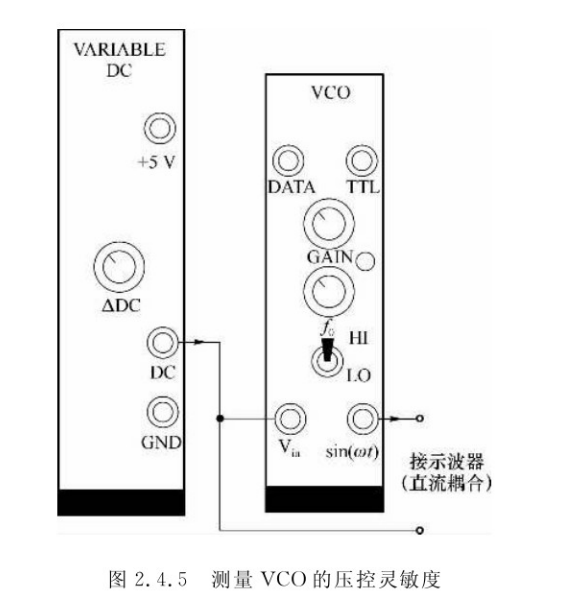 VARIABLE
DC
+5 V
ΔDC
DC
GND
VCO
DATA
TTL
GAIN
f₀
HI
LO
Vin
sin(ωt)
接示波器
(直流耦合)
图 2.4.5 测量 VCO 的压控灵敏度